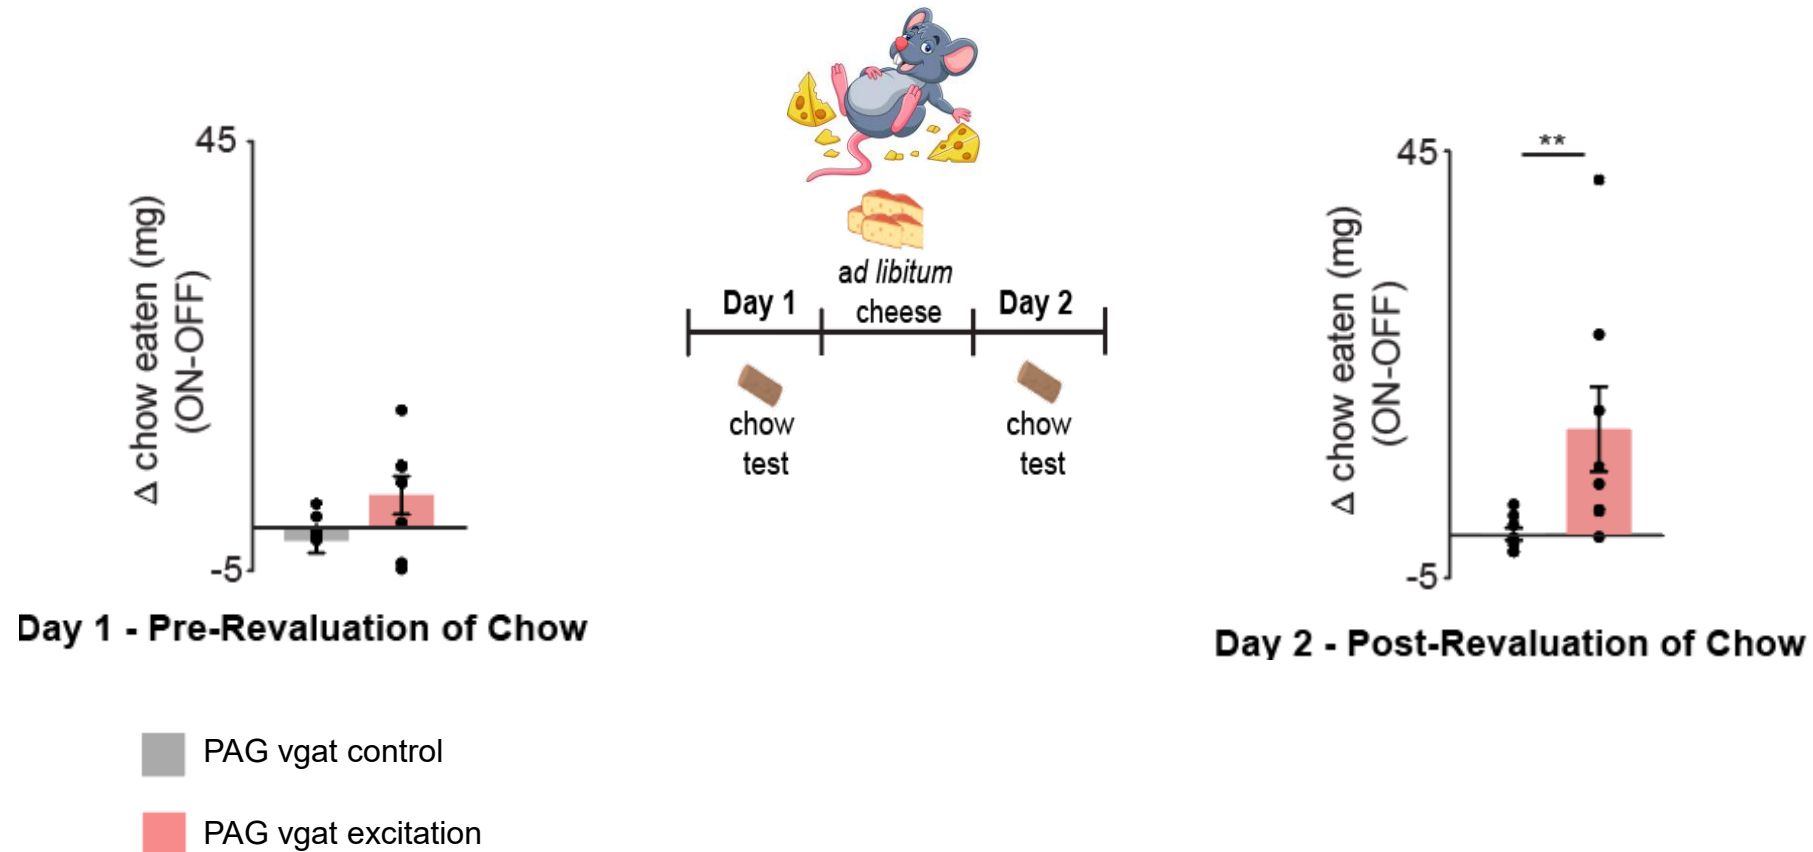 45
Δ chow eaten (mg)
(ON-OFF)
-5
Day 1 - Pre-Revaluation of Chow
ad libitum
cheese
Day 1
Day 2
chow
test
chow
test
45
**
Δ chow eaten (mg)
(ON-OFF)
-5
Day 2 - Post-Revaluation of Chow
PAG vgat control
PAG vgat excitation